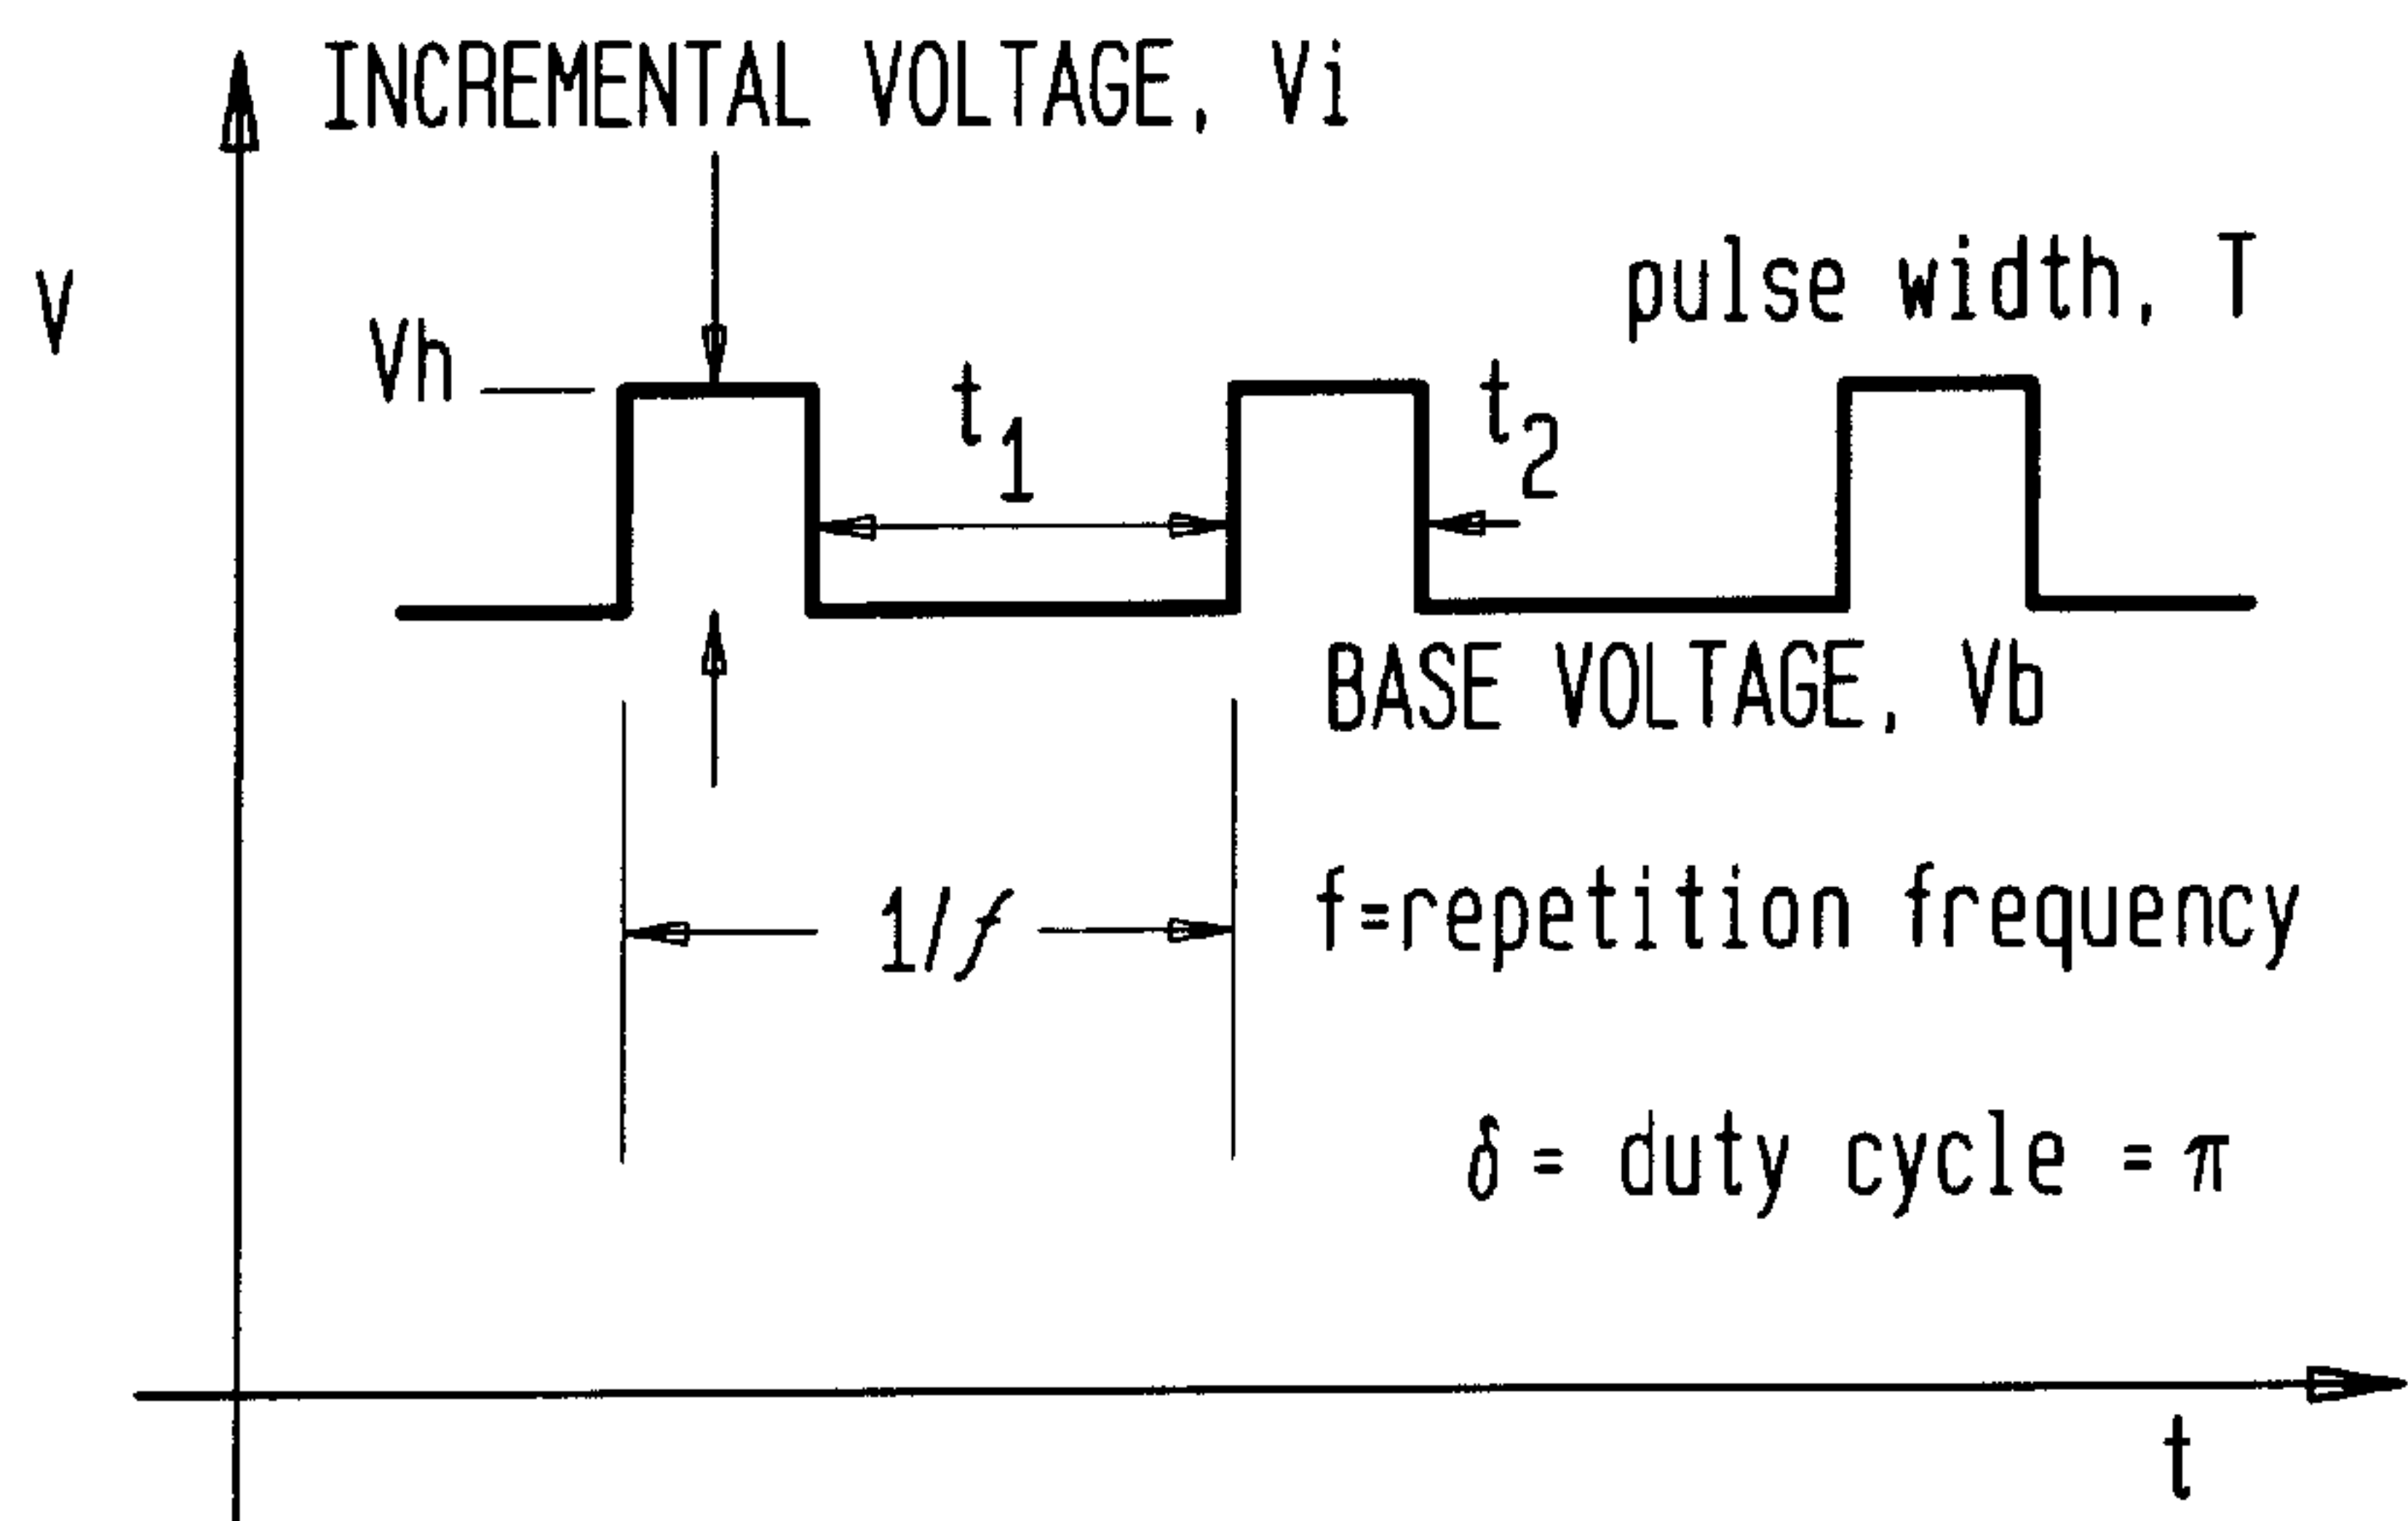 INCREMENTAL VOLTAGE, Vi
V
pulse width, T
Vh
t1
t2
BASE VOLTAGE, Vb
1/f
f=repetition frequency
δ = duty cycle = π
t